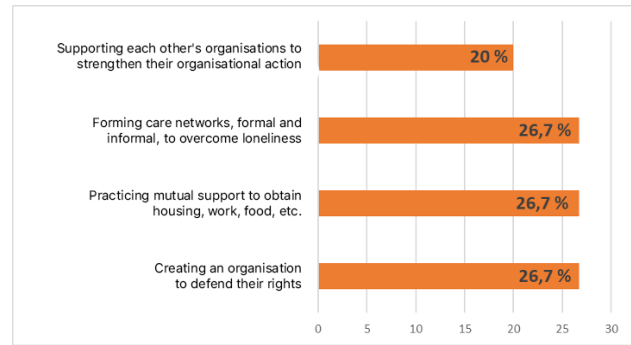 Supporting each other's organisations to
strengthen their organisational action
20 %
Forming care networks, formal and
informal, to overcome loneliness
26,7 %
Practicing mutual support to obtain
housing, work, food, etc.
26,7 %
Creating an organisation
to defend their rights
26,7 %
0 5 10 15 20 25 30